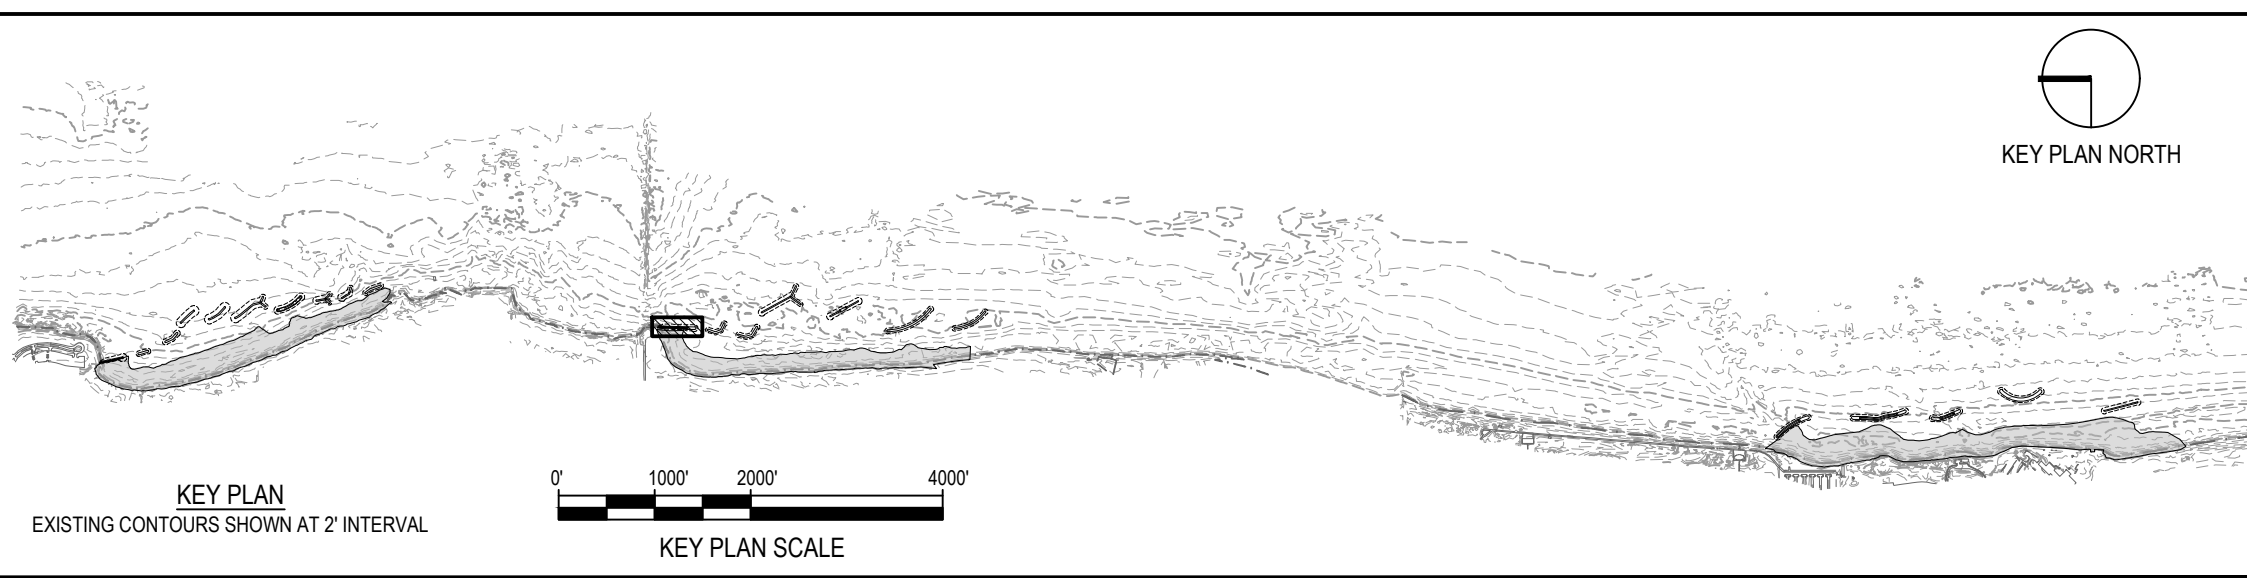 KEY PLAN NORTH
KEY PLAN
EXISTING CONTOURS SHOWN AT 2' INTERVAL
0' 1000' 2000' 4000'
KEY PLAN SCALE